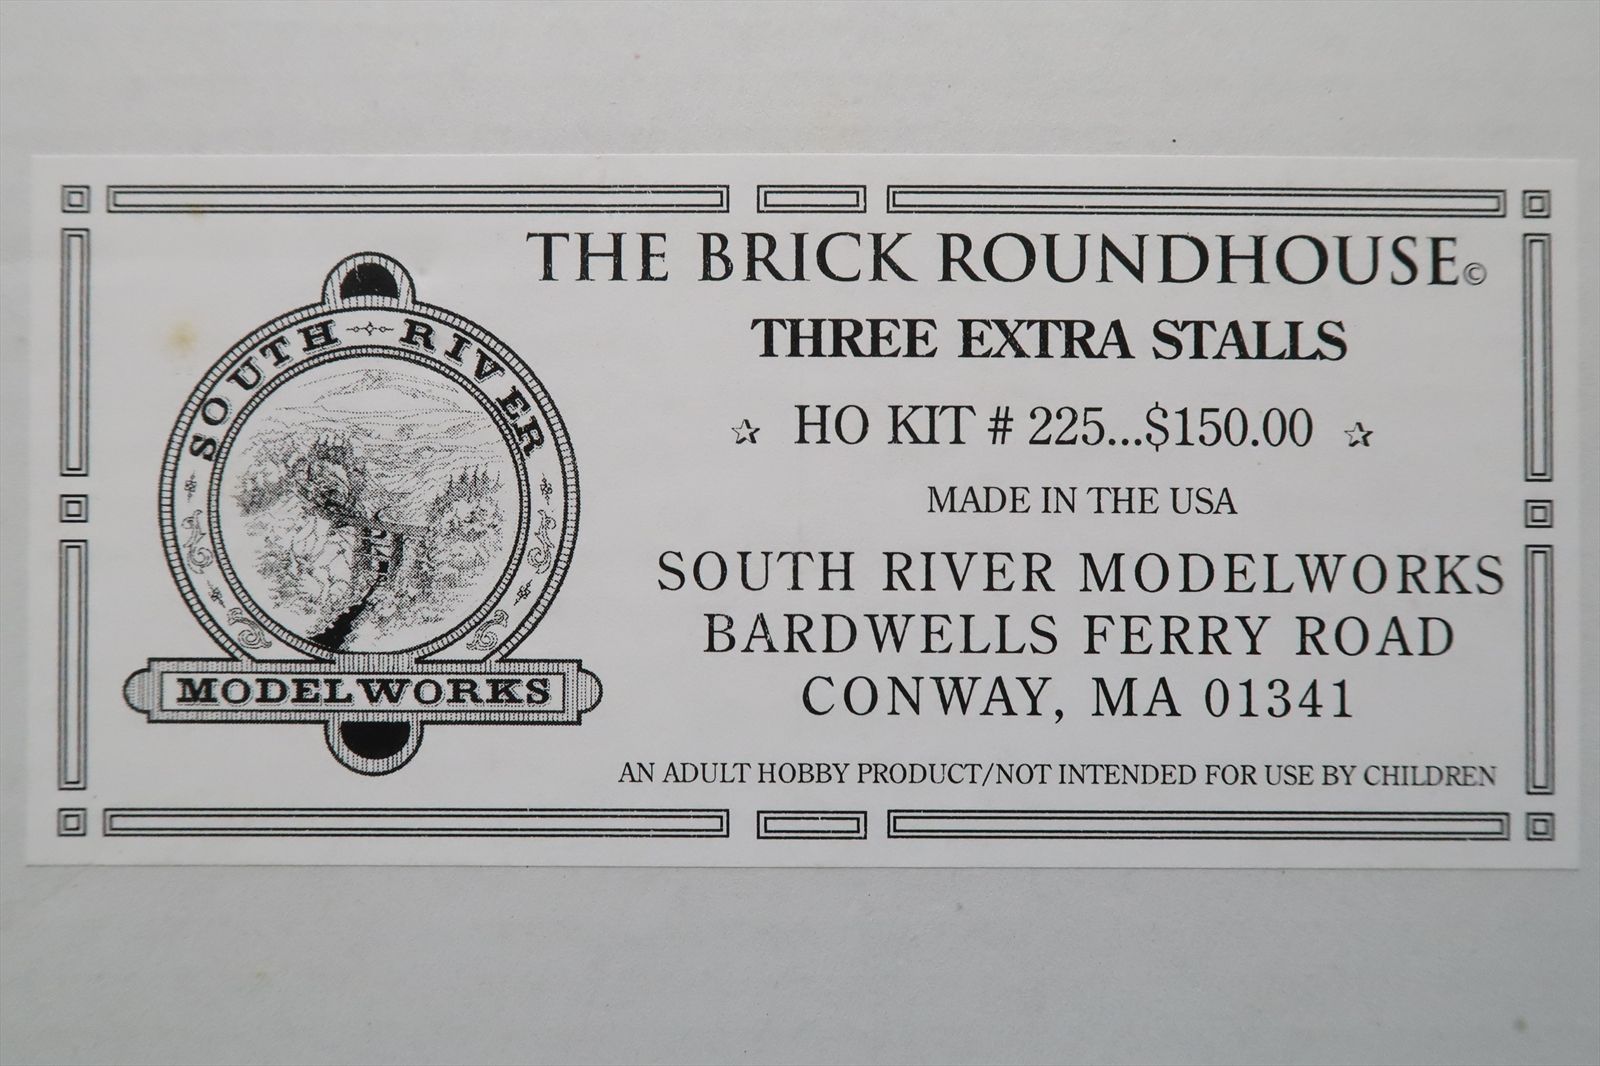 SOUTH RIVER
MODELWORKS
THE BRICK ROUNDHOUSE©
THREE EXTRA STALLS
☆ HO KIT # 225...$150.00 ☆
MADE IN THE USA
SOUTH RIVER MODELWORKS
BARDWELLS FERRY ROAD
CONWAY, MA 01341
AN ADULT HOBBY PRODUCT/NOT INTENDED FOR USE BY CHILDREN